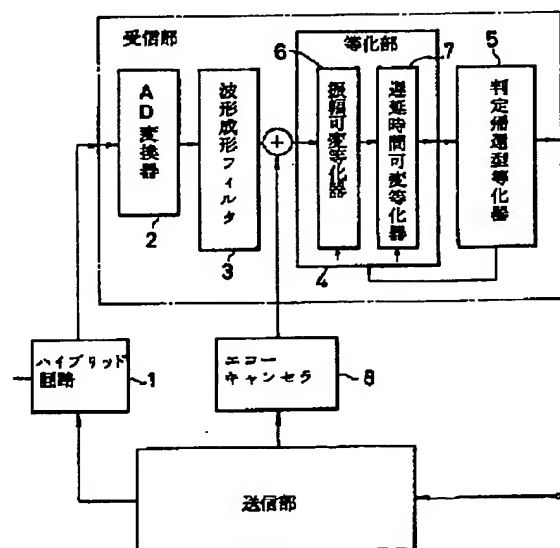 受信部
AD変換器
2
波形成形フィルタ
3
+
等化部
6
振幅可変等化器
7
遅延時間可変等化器
4
5
判定帰還型等化器
ハイブリッド
回路
1
エコー
キャンセラ
8
送信部